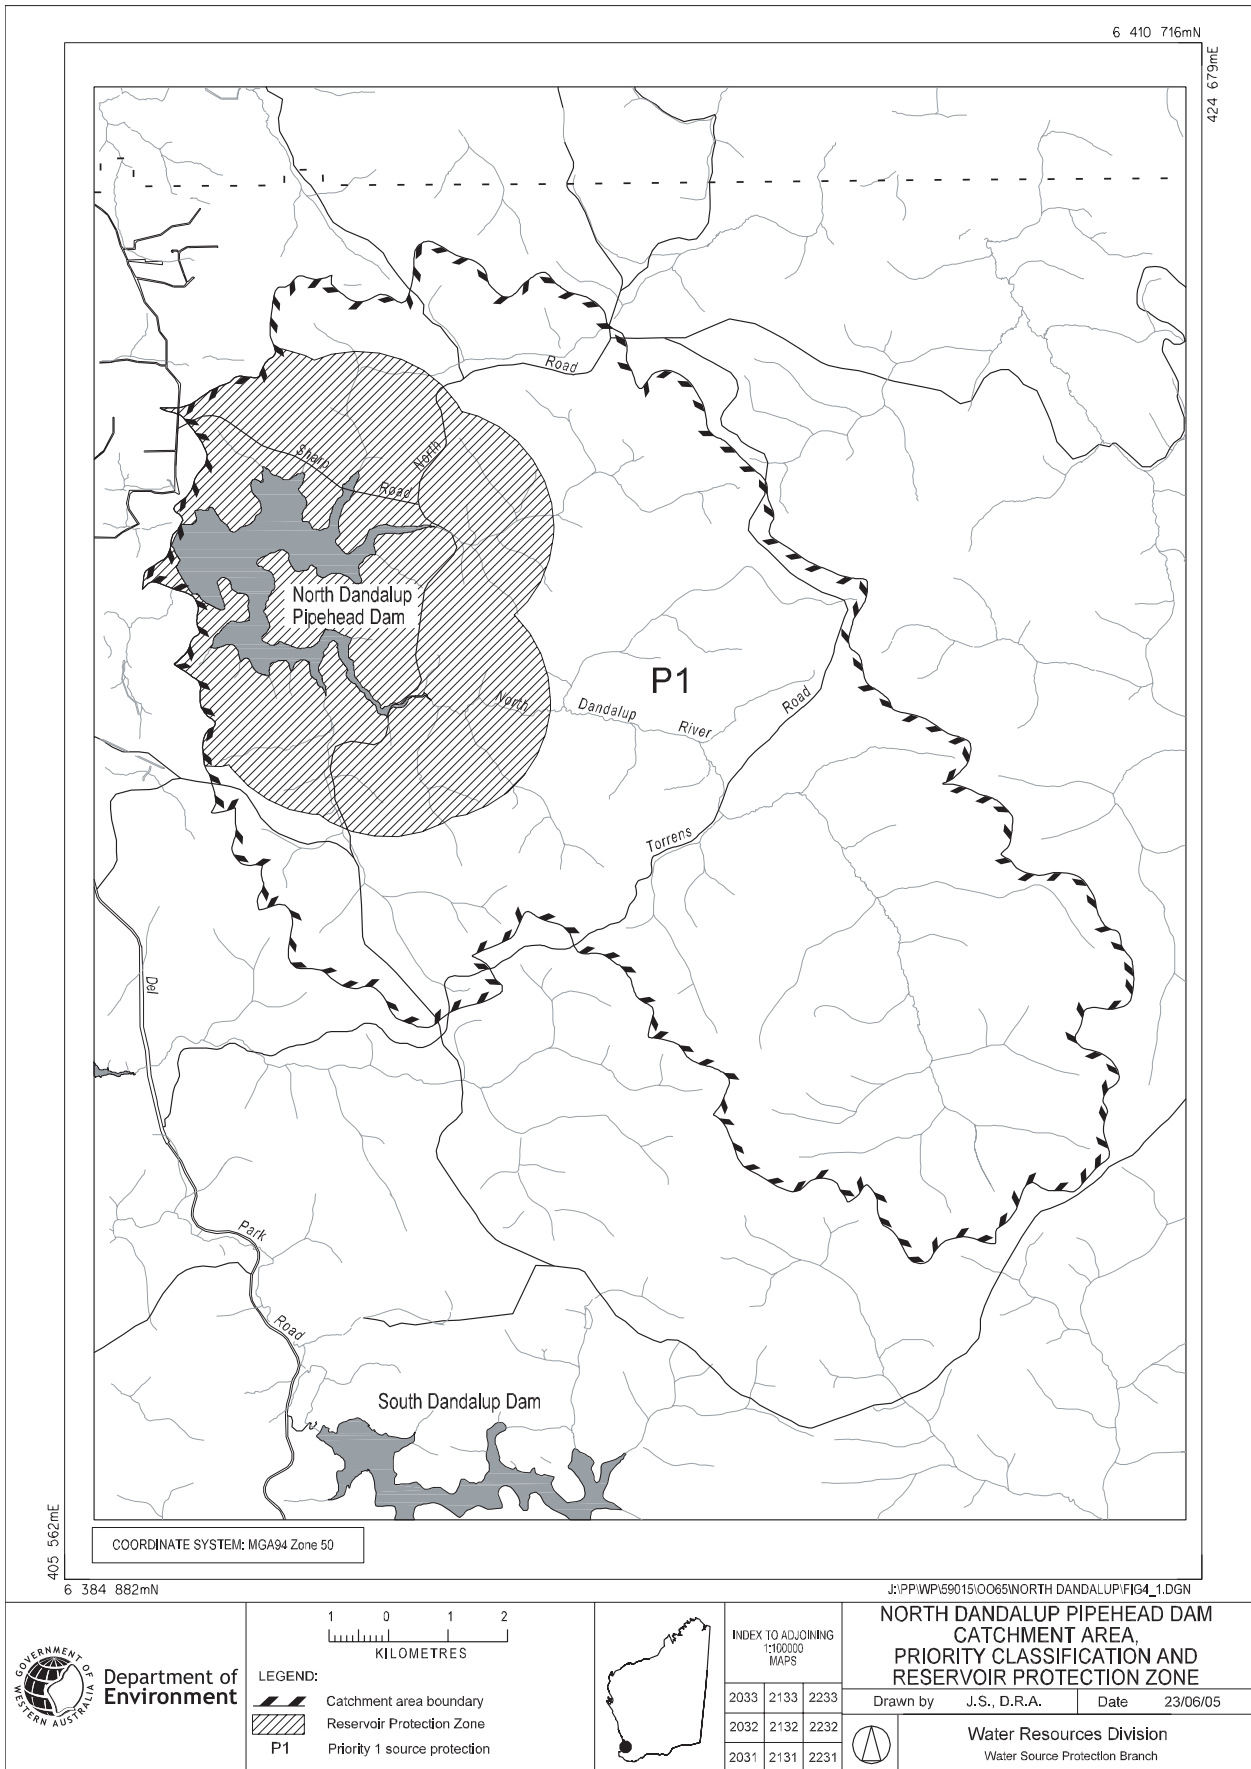 6 410 716mN
424 679mE
Road
Sharp
Road
North
North Dandalup
Pipehead Dam
P1
North
Dandalup
River
Road
Torrens
Del
Park
Road
South Dandalup Dam
405 562mE
COORDINATE SYSTEM: MGA94 Zone 50
6 384 882mN
J:\PP\WP\59015\OO65\NORTH DANDALUP\FIG4_1.DGN
GOVERNMENT OF
WESTERN AUSTRALIA
Department of
Environment
1 0 1 2
KILOMETRES
LEGEND:
Catchment area boundary
Reservoir Protection Zone
P1 Priority 1 source protection
INDEX TO ADJOINING
1:100000
MAPS
2033 2133 2233
2032 2132 2232
2031 2131 2231
NORTH DANDALUP PIPEHEAD DAM
CATCHMENT AREA,
PRIORITY CLASSIFICATION AND
RESERVOIR PROTECTION ZONE
Drawn by J.S., D.R.A. Date 23/06/05
Water Resources Division
Water Source Protection Branch